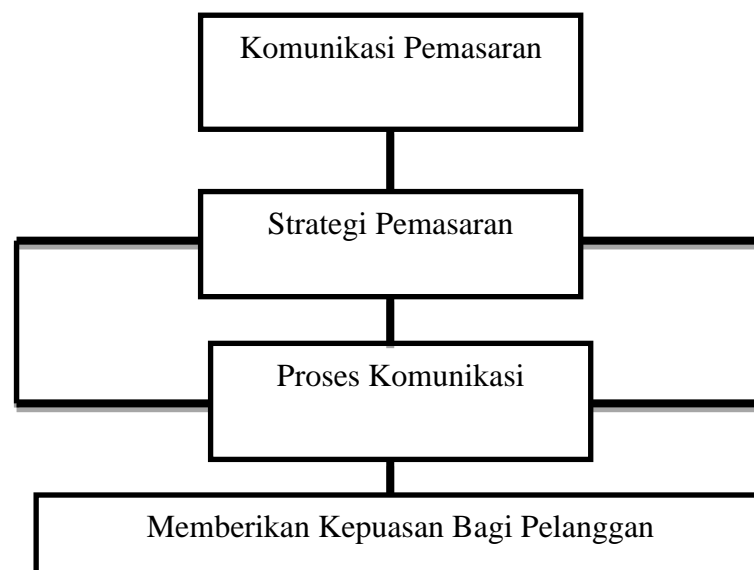 Komunikasi Pemasaran
Strategi Pemasaran
Proses Komunikasi
Memberikan Kepuasan Bagi Pelanggan